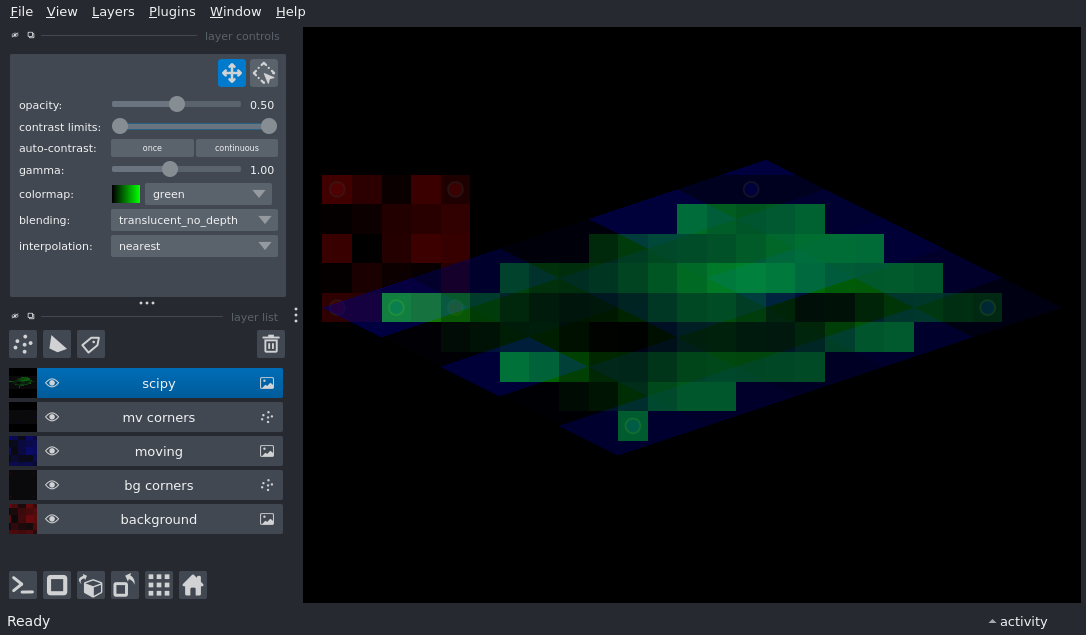 File View Layers Plugins Window Help
layer controls
opacity: 0.50
contrast limits:
auto-contrast: once continuous
gamma: 1.00
colormap: green
blending: translucent_no_depth
interpolation: nearest
layer list
scipy
mv corners
moving
bg corners
background
Ready activity